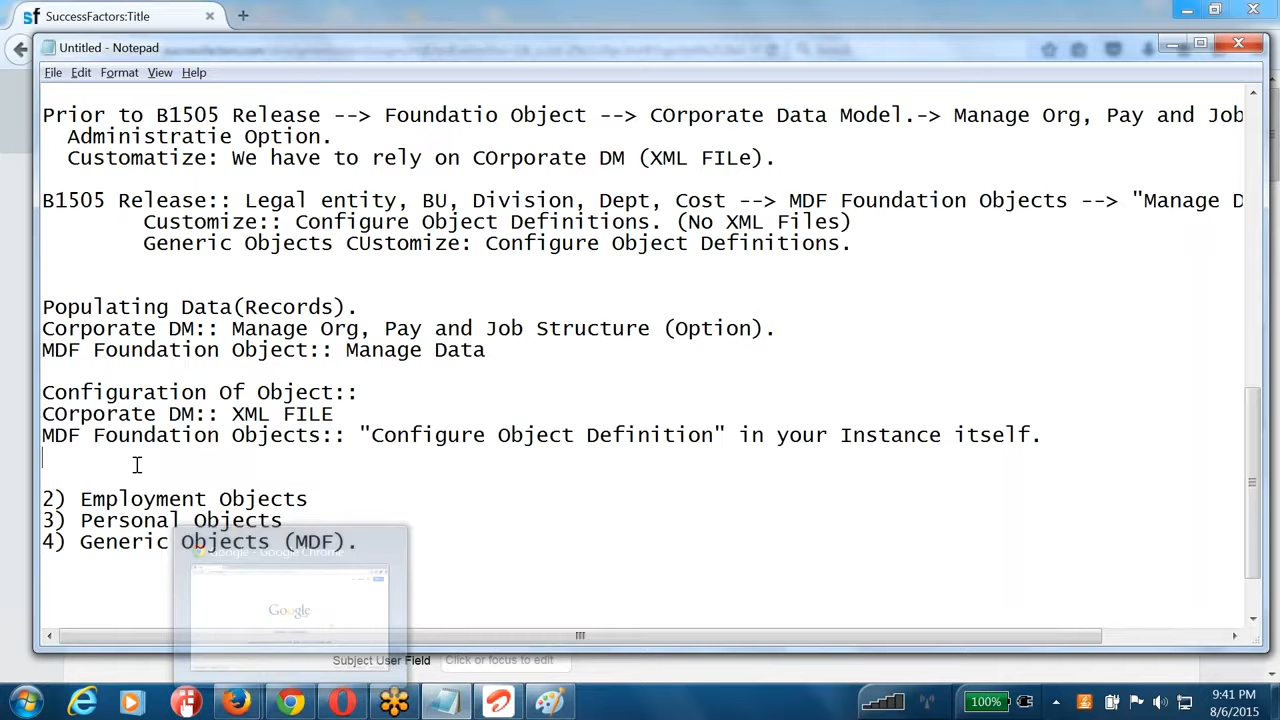 SuccessFactors:Title
Untitled - Notepad
File Edit Format View Help
Prior to B1505 Release --> Foundatio Object --> COrporate Data Model.-> Manage Org, Pay and Job
Administratie Option.
Customatize: We have to rely on COrporate DM (XML FILe).
B1505 Release:: Legal entity, BU, Division, Dept, Cost --> MDF Foundation Objects --> "Manage D
Customize:: Configure Object Definitions. (No XML Files)
Generic Objects CUstomize: Configure Object Definitions.
Populating Data(Records).
Corporate DM:: Manage Org, Pay and Job Structure (Option).
MDF Foundation Object:: Manage Data
Configuration Of Object::
COrporate DM:: XML FILE
MDF Foundation Objects:: "Configure Object Definition" in your Instance itself.
2) Employment Objects
3) Personal Objects
4) Generic Objects (MDF).
Google - Google Chrome
Google
Subject User Field Click or focus to edit
100%
9:41 PM
8/6/2015